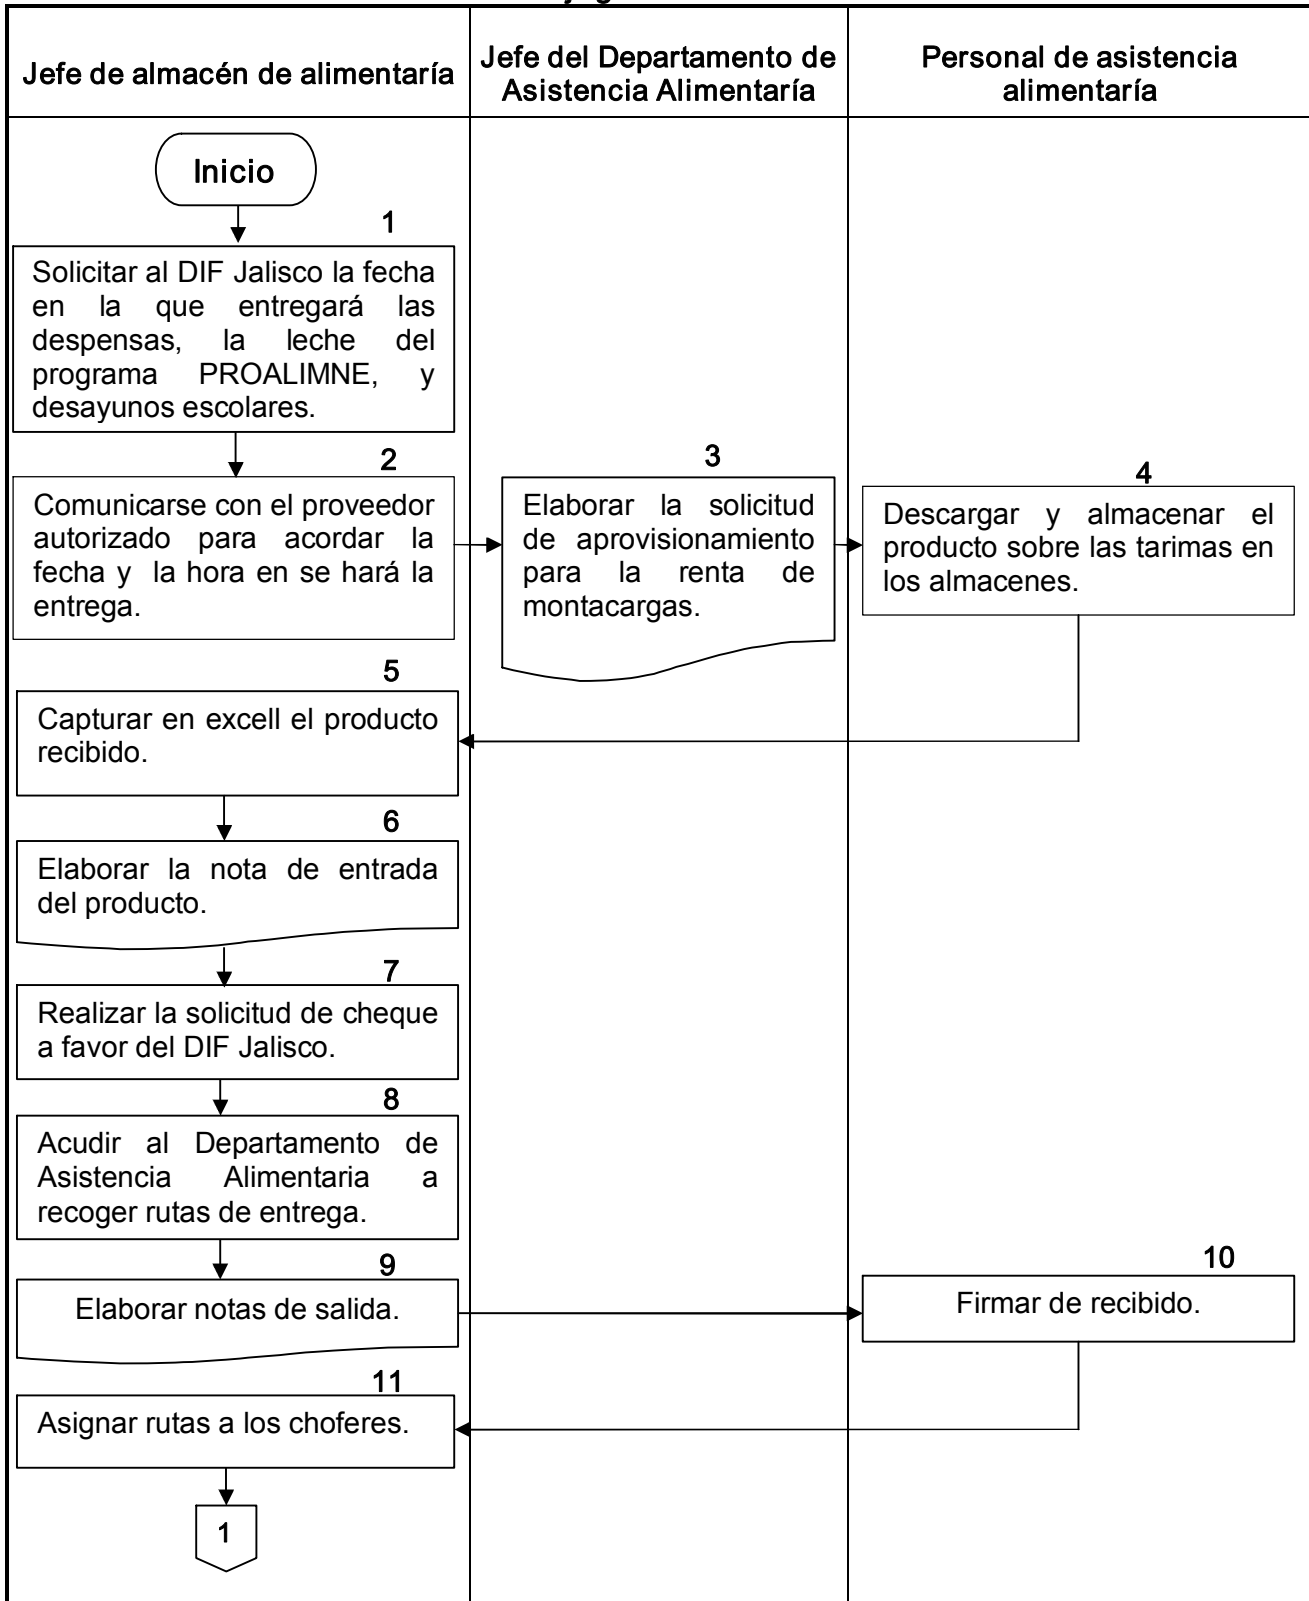 Jefe de almacén de alimentaría
Jefe del Departamento de
Asistencia Alimentaría
Personal de asistencia
alimentaría
Inicio
1
Solicitar al DIF Jalisco la fecha
en la que entregará las
despensas, la leche del
programa PROALIMNE, y
desayunos escolares.
2
Comunicarse con el proveedor
autorizado para acordar la
fecha y la hora en se hará la
entrega.
3
Elaborar la solicitud
de aprovisionamiento
para la renta de
montacargas.
4
Descargar y almacenar el
producto sobre las tarimas en
los almacenes.
5
Capturar en excell el producto
recibido.
6
Elaborar la nota de entrada
del producto.
7
Realizar la solicitud de cheque
a favor del DIF Jalisco.
8
Acudir al Departamento de
Asistencia Alimentaria a
recoger rutas de entrega.
9
Elaborar notas de salida.
10
Firmar de recibido.
11
Asignar rutas a los choferes.
1